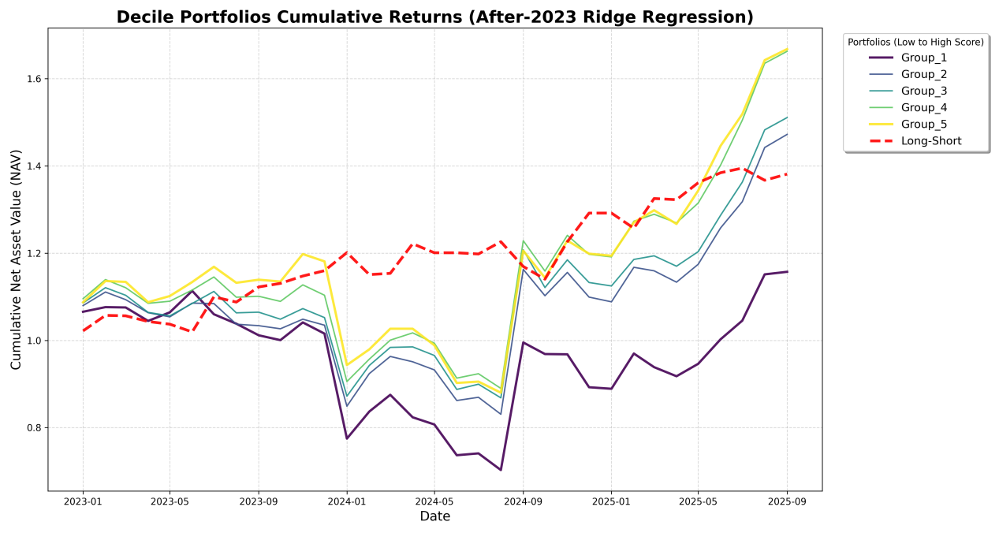 Decile Portfolios Cumulative Returns (After-2023 Ridge Regression)
Portfolios (Low to High Score)
Group_1
Group_2
Group_3
Group_4
Group_5
Long-Short
Cumulative Net Asset Value (NAV)
1.6
1.4
1.2
1.0
0.8
2023-01
2023-05
2023-09
2024-01
2024-05
2024-09
2025-01
2025-05
2025-09
Date